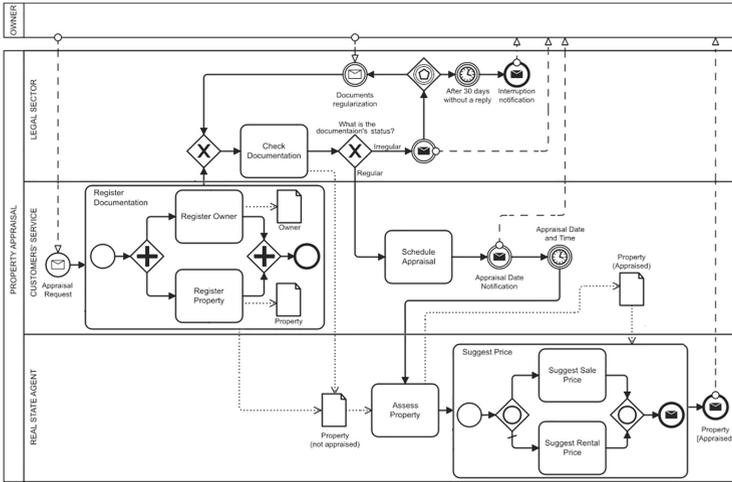 OWNER
PROPERTY APPRAISAL
LEGAL SECTOR
Documents
regularization
After 30 days
without a reply
Interruption
notification
What is the
documentaion's status?
Check
Documentation
Irregular
Regular
CUSTOMERS' SERVICE
Register
Documentation
Register Owner
Owner
Register
Property
Property
Appraisal
Request
Schedule
Appraisal
Appraisal Date
Notification
Appraisal Date
and Time
Property
(Appraised)
REAL STATE AGENT
Property
(not appraised)
Assess
Property
Suggest Price
Suggest Sale
Price
Suggest Rental
Price
Property
[Appraised